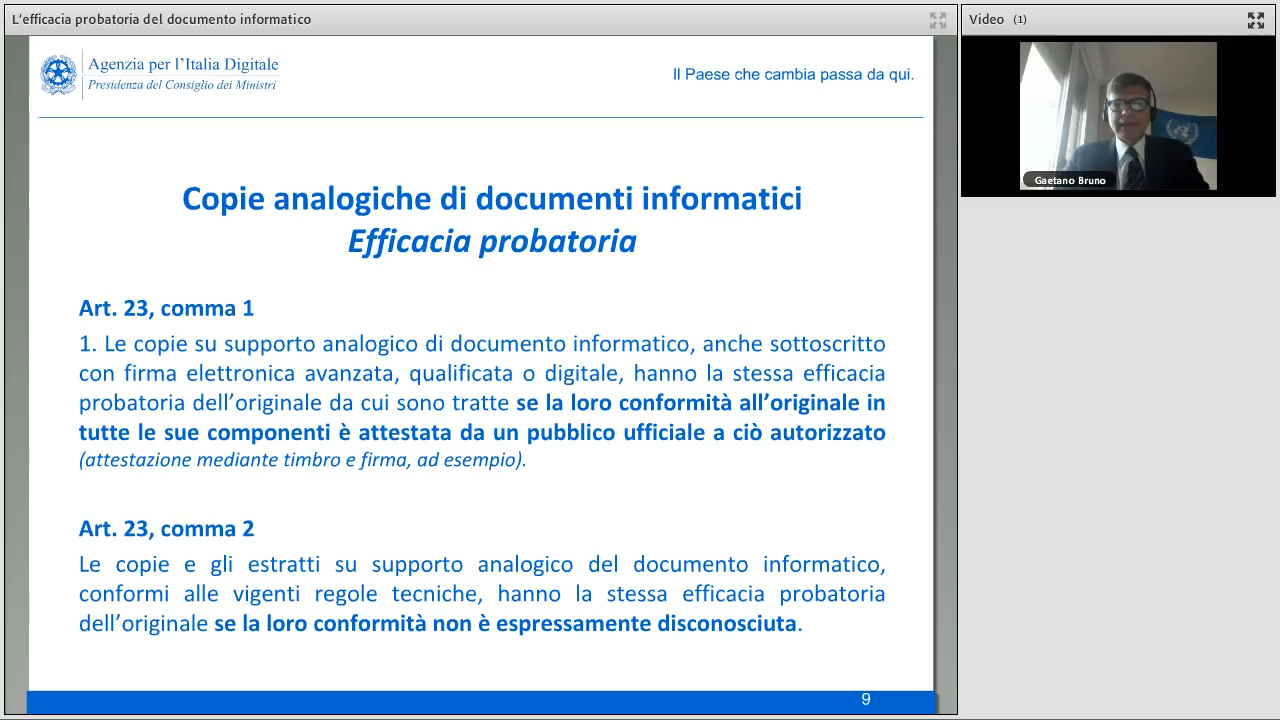 L’efficacia probatoria del documento informatico
Video (1)
Agenzia per l’Italia Digitale
Presidenza del Consiglio dei Ministri
Il Paese che cambia passa da qui.
Gaetano Bruno
Copie analogiche di documenti informatici
Efficacia probatoria
Art. 23, comma 1
1. Le copie su supporto analogico di documento informatico, anche sottoscritto
con firma elettronica avanzata, qualificata o digitale, hanno la stessa efficacia
probatoria dell’originale da cui sono tratte se la loro conformità all’originale in
tutte le sue componenti è attestata da un pubblico ufficiale a ciò autorizzato
(attestazione mediante timbro e firma, ad esempio).
Art. 23, comma 2
Le copie e gli estratti su supporto analogico del documento informatico,
conformi alle vigenti regole tecniche, hanno la stessa efficacia probatoria
dell’originale se la loro conformità non è espressamente disconosciuta.
9